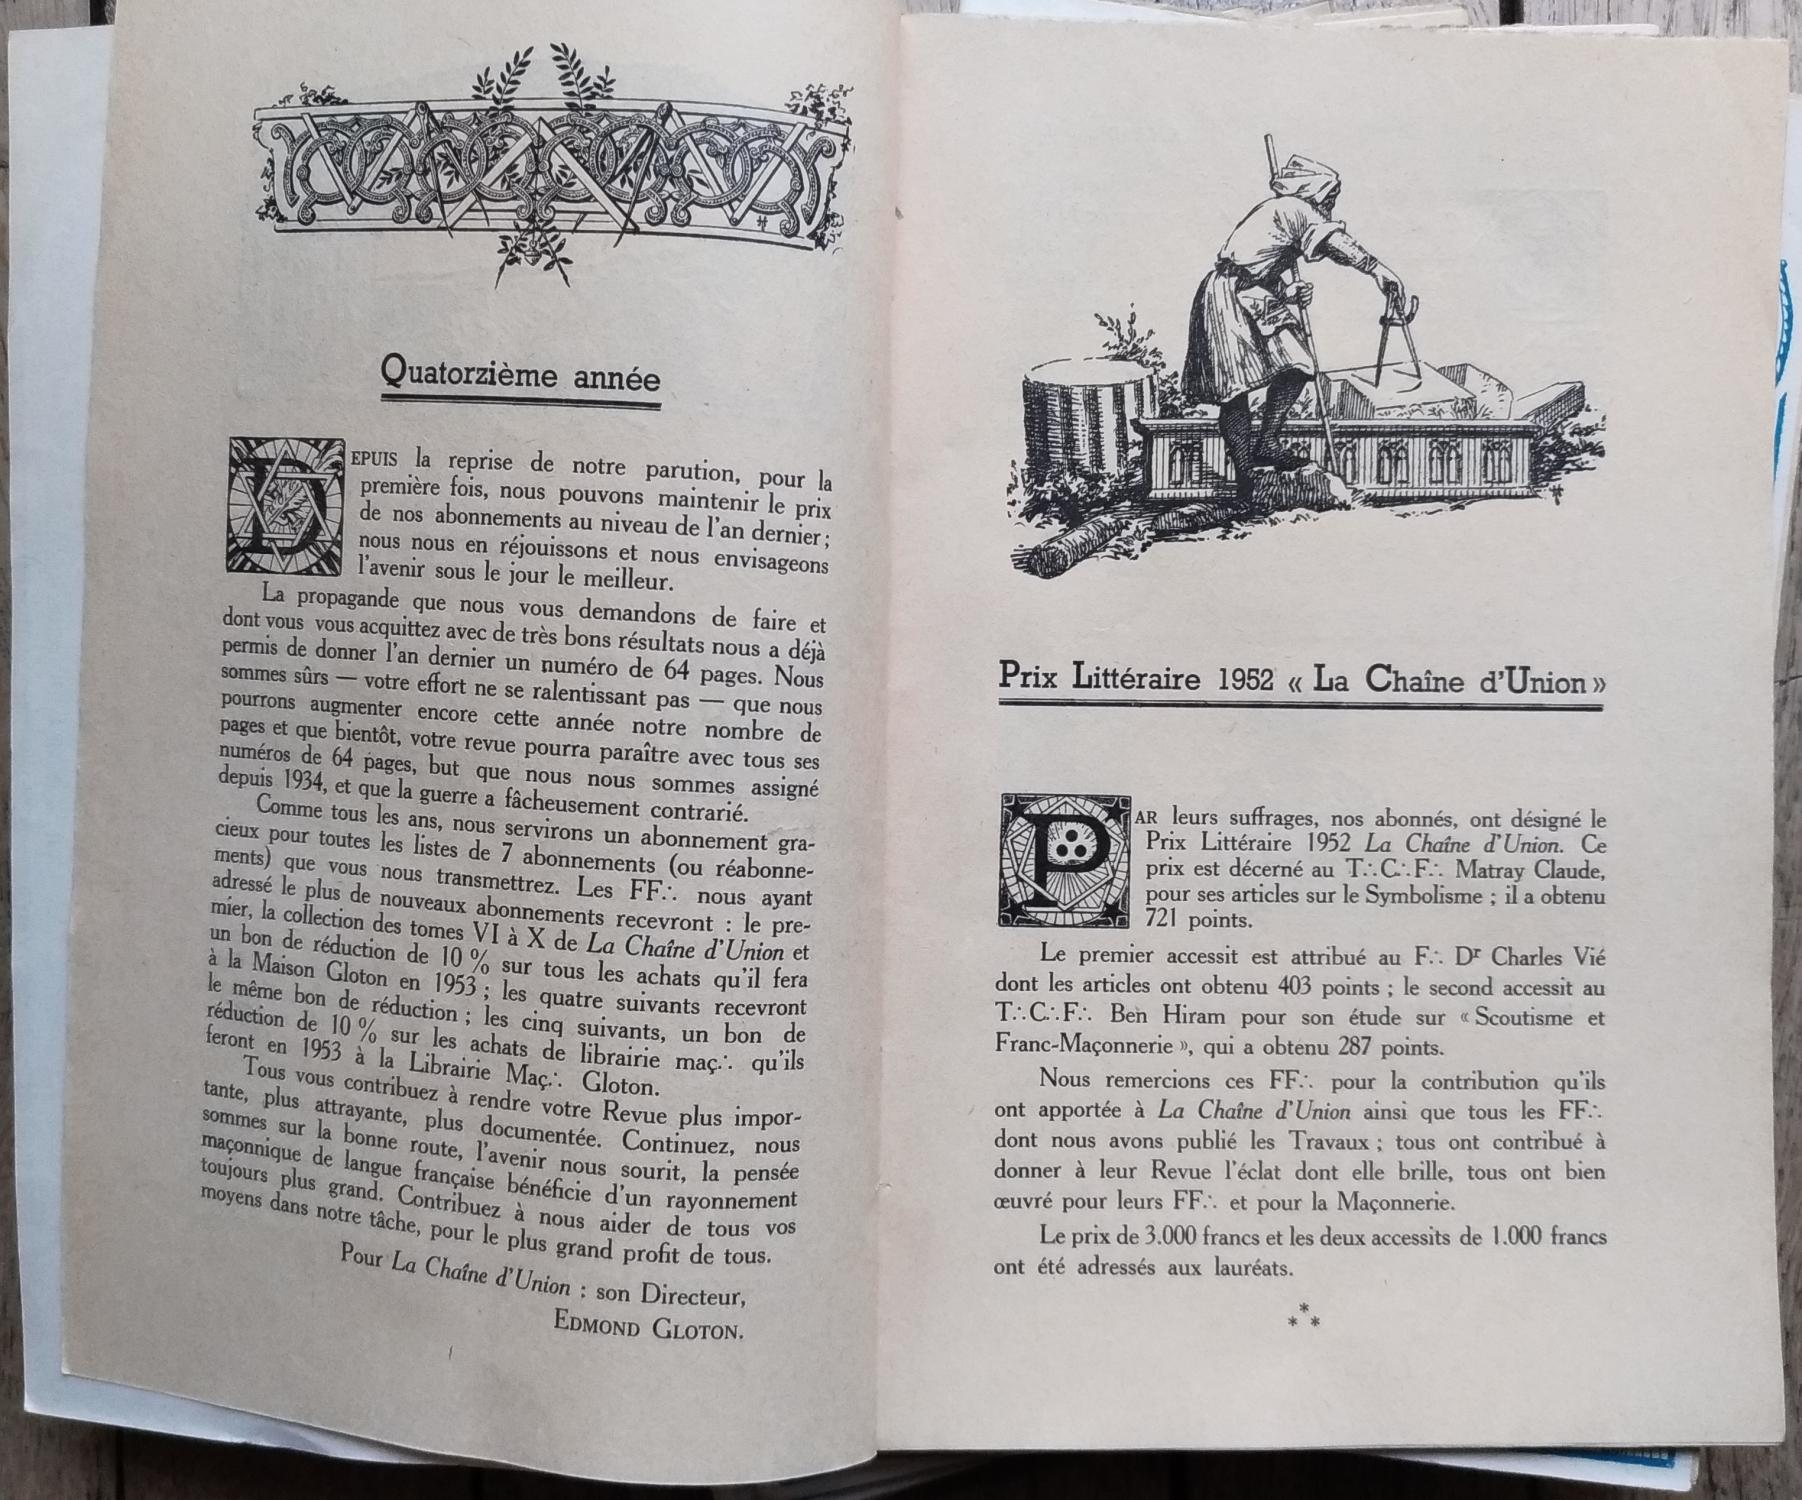 Quatorzième année
DEPUIS la reprise de notre parution, pour la
première fois, nous pouvons maintenir le prix
de nos abonnements au niveau de l'an dernier ;
nous nous en réjouissons et nous envisageons
l'avenir sous le jour le meilleur.
La propagande que nous vous demandons de faire et
dont vous vous acquittez avec de très bons résultats nous a déjà
permis de donner l'an dernier un numéro de 64 pages. Nous
sommes sûrs — votre effort ne se ralentissant pas — que nous
pourrons augmenter encore cette année notre nombre de
pages et que bientôt, votre revue pourra paraître avec tous ses
numéros de 64 pages, but que nous nous sommes assigné
depuis 1934, et que la guerre a fâcheusement contrarié.
Comme tous les ans, nous servirons un abonnement gra-
cieux pour toutes les listes de 7 abonnements (ou réabonne-
ments) que vous nous transmettrez. Les FF∴ nous ayant
adressé le plus de nouveaux abonnements recevront : le pre-
mier, la collection des tomes VI à X de La Chaîne d'Union et
un bon de réduction de 10 % sur tous les achats qu'il fera
à la Maison Gloton en 1953 ; les quatre suivants recevront
le même bon de réduction ; les cinq suivants, un bon de
réduction de 10 % sur les achats de librairie maç∴ qu'ils
feront en 1953 à la Librairie Maç∴ Gloton.
Tous vous contribuez à rendre votre Revue plus impor-
tante, plus attrayante, plus documentée. Continuez, nous
sommes sur la bonne route, l'avenir nous sourit, la pensée
maçonnique de langue française bénéficie d'un rayonnement
toujours plus grand. Contribuez à nous aider de tous vos
moyens dans notre tâche, pour le plus grand profit de tous.
Pour La Chaîne d'Union : son Directeur,
EDMOND GLOTON.
Prix Littéraire 1952 « La Chaîne d'Union »
PAR leurs suffrages, nos abonnés, ont désigné le
Prix Littéraire 1952 La Chaîne d'Union. Ce
prix est décerné au T∴C∴F∴ Matray Claude,
pour ses articles sur le Symbolisme ; il a obtenu
721 points.
Le premier accessit est attribué au F∴ Dr Charles Vié
dont les articles ont obtenu 403 points ; le second accessit au
T∴C∴F∴ Ben Hiram pour son étude sur « Scoutisme et
Franc-Maçonnerie », qui a obtenu 287 points.
Nous remercions ces FF∴ pour la contribution qu'ils
ont apportée à La Chaîne d'Union ainsi que tous les FF∴
dont nous avons publié les Travaux ; tous ont contribué à
donner à leur Revue l'éclat dont elle brille, tous ont bien
œuvré pour leurs FF∴ et pour la Maçonnerie.
Le prix de 3.000 francs et les deux accessits de 1.000 francs
ont été adressés aux lauréats.
*
* *